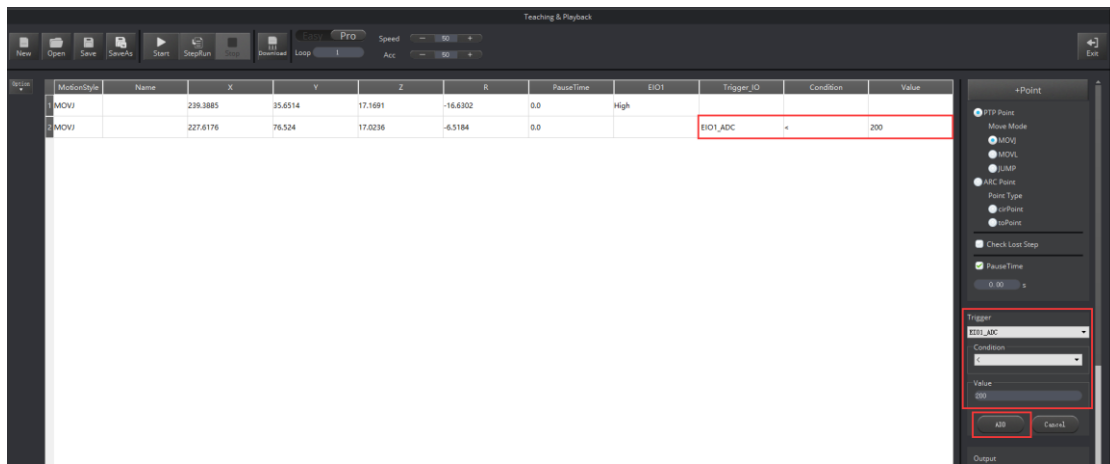 Teaching & Playback
Easy Pro Speed − 50 +
New Open Save SaveAs Start StepRun Stop Download Loop 1 Acc − 50 + Exit
Option MotionStyle Name X Y Z R PauseTime EIO1 Trigger_IO Condition Value
1 MOVJ 239.3885 35.6514 17.1691 -16.6302 0.0 High
2 MOVJ 227.6176 76.524 17.0236 -6.5184 0.0 EIO1_ADC < 200
+Point
PTP Point
Move Mode
MOVJ
MOVL
JUMP
ARC Point
Point Type
cirPoint
toPoint
Check Lost Step
PauseTime
0.00 s
Trigger
EIO1_ADC
Condition
<
Value
200
ADD Cancel
Output